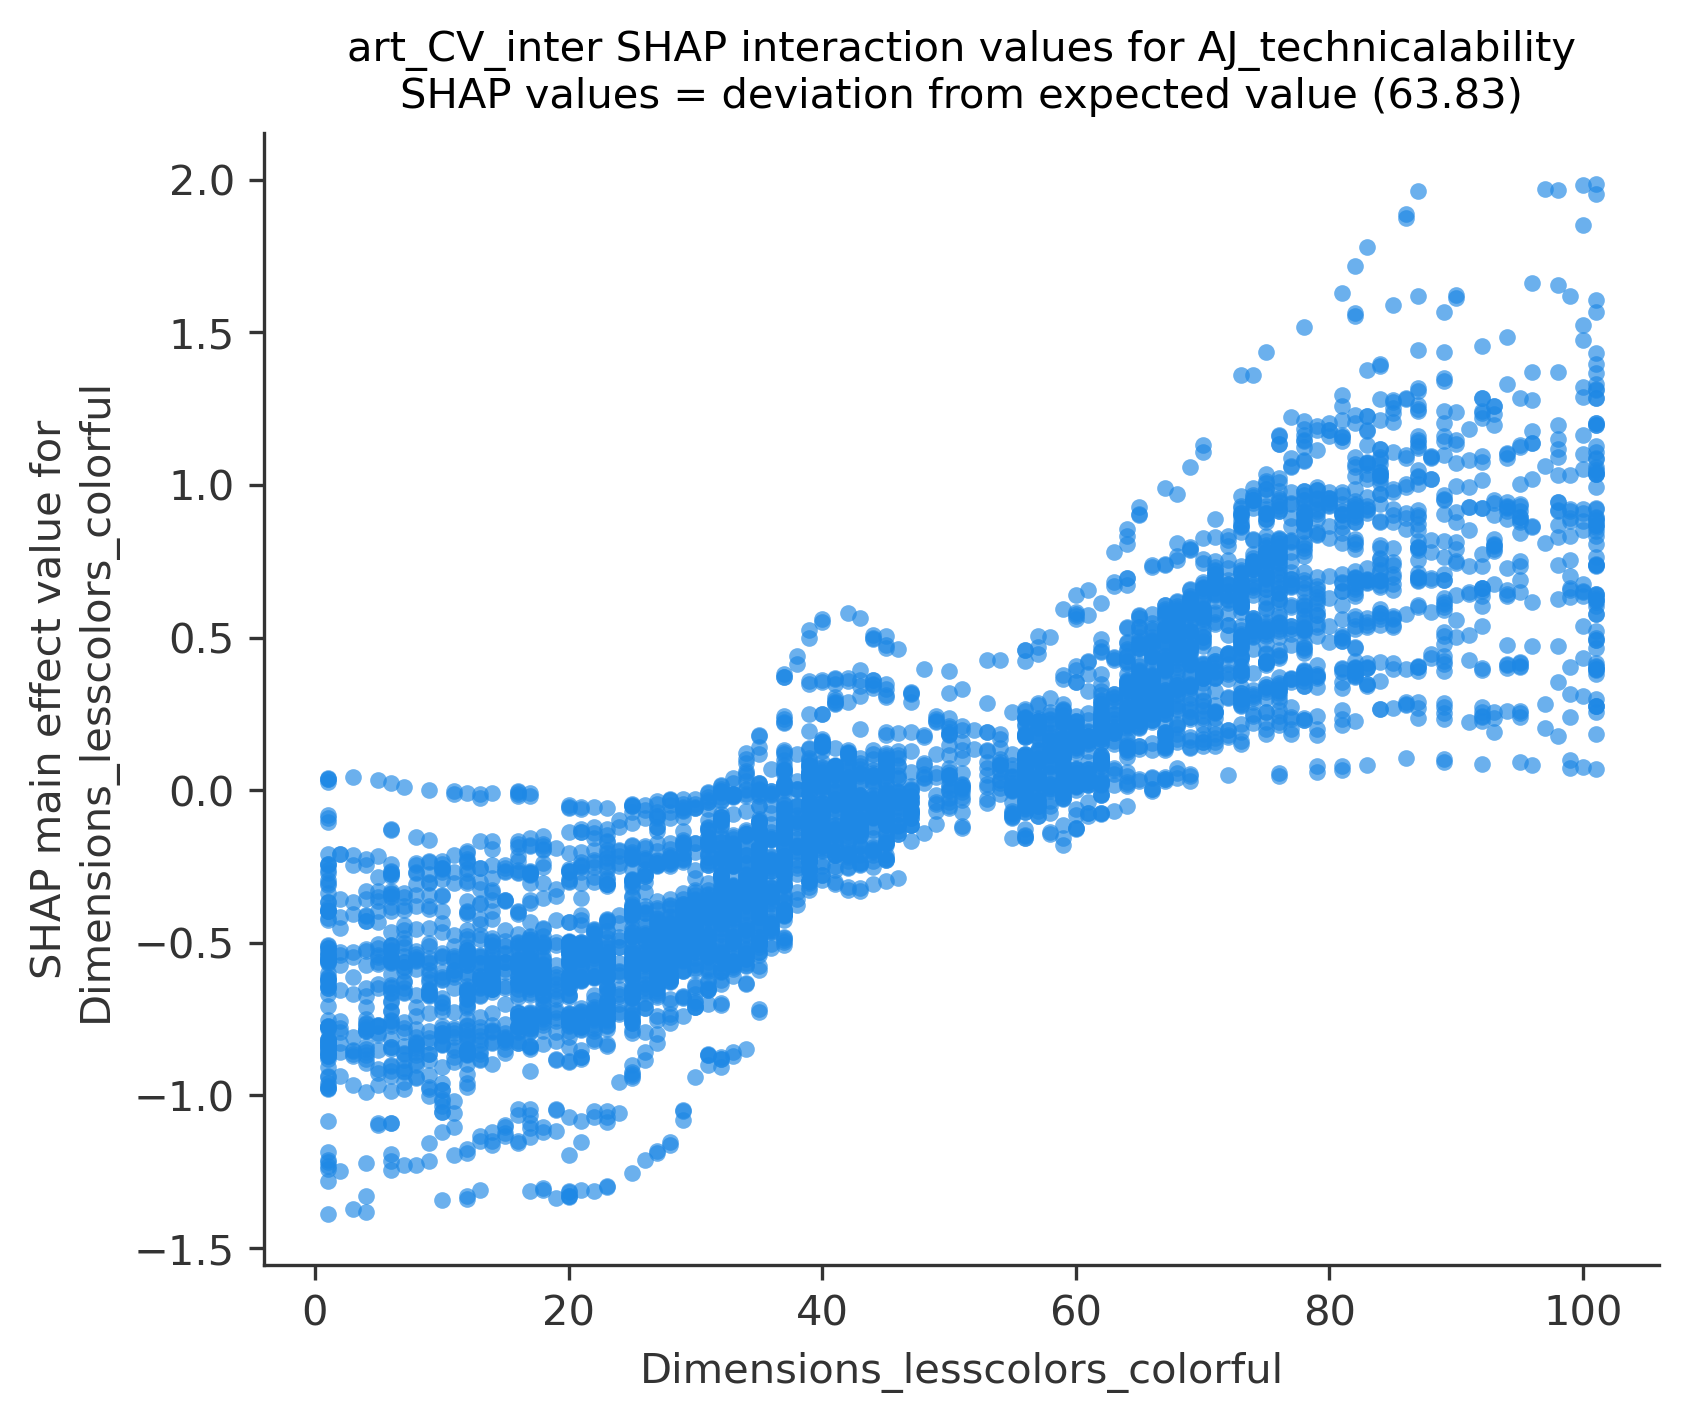 art_CV_inter SHAP interaction values for AJ_technicalability
SHAP values = deviation from expected value (63.83)
SHAP main effect value for
Dimensions_lesscolors_colorful
2.0
1.5
1.0
0.5
0.0
−0.5
−1.0
−1.5
0
20
40
60
80
100
Dimensions_lesscolors_colorful